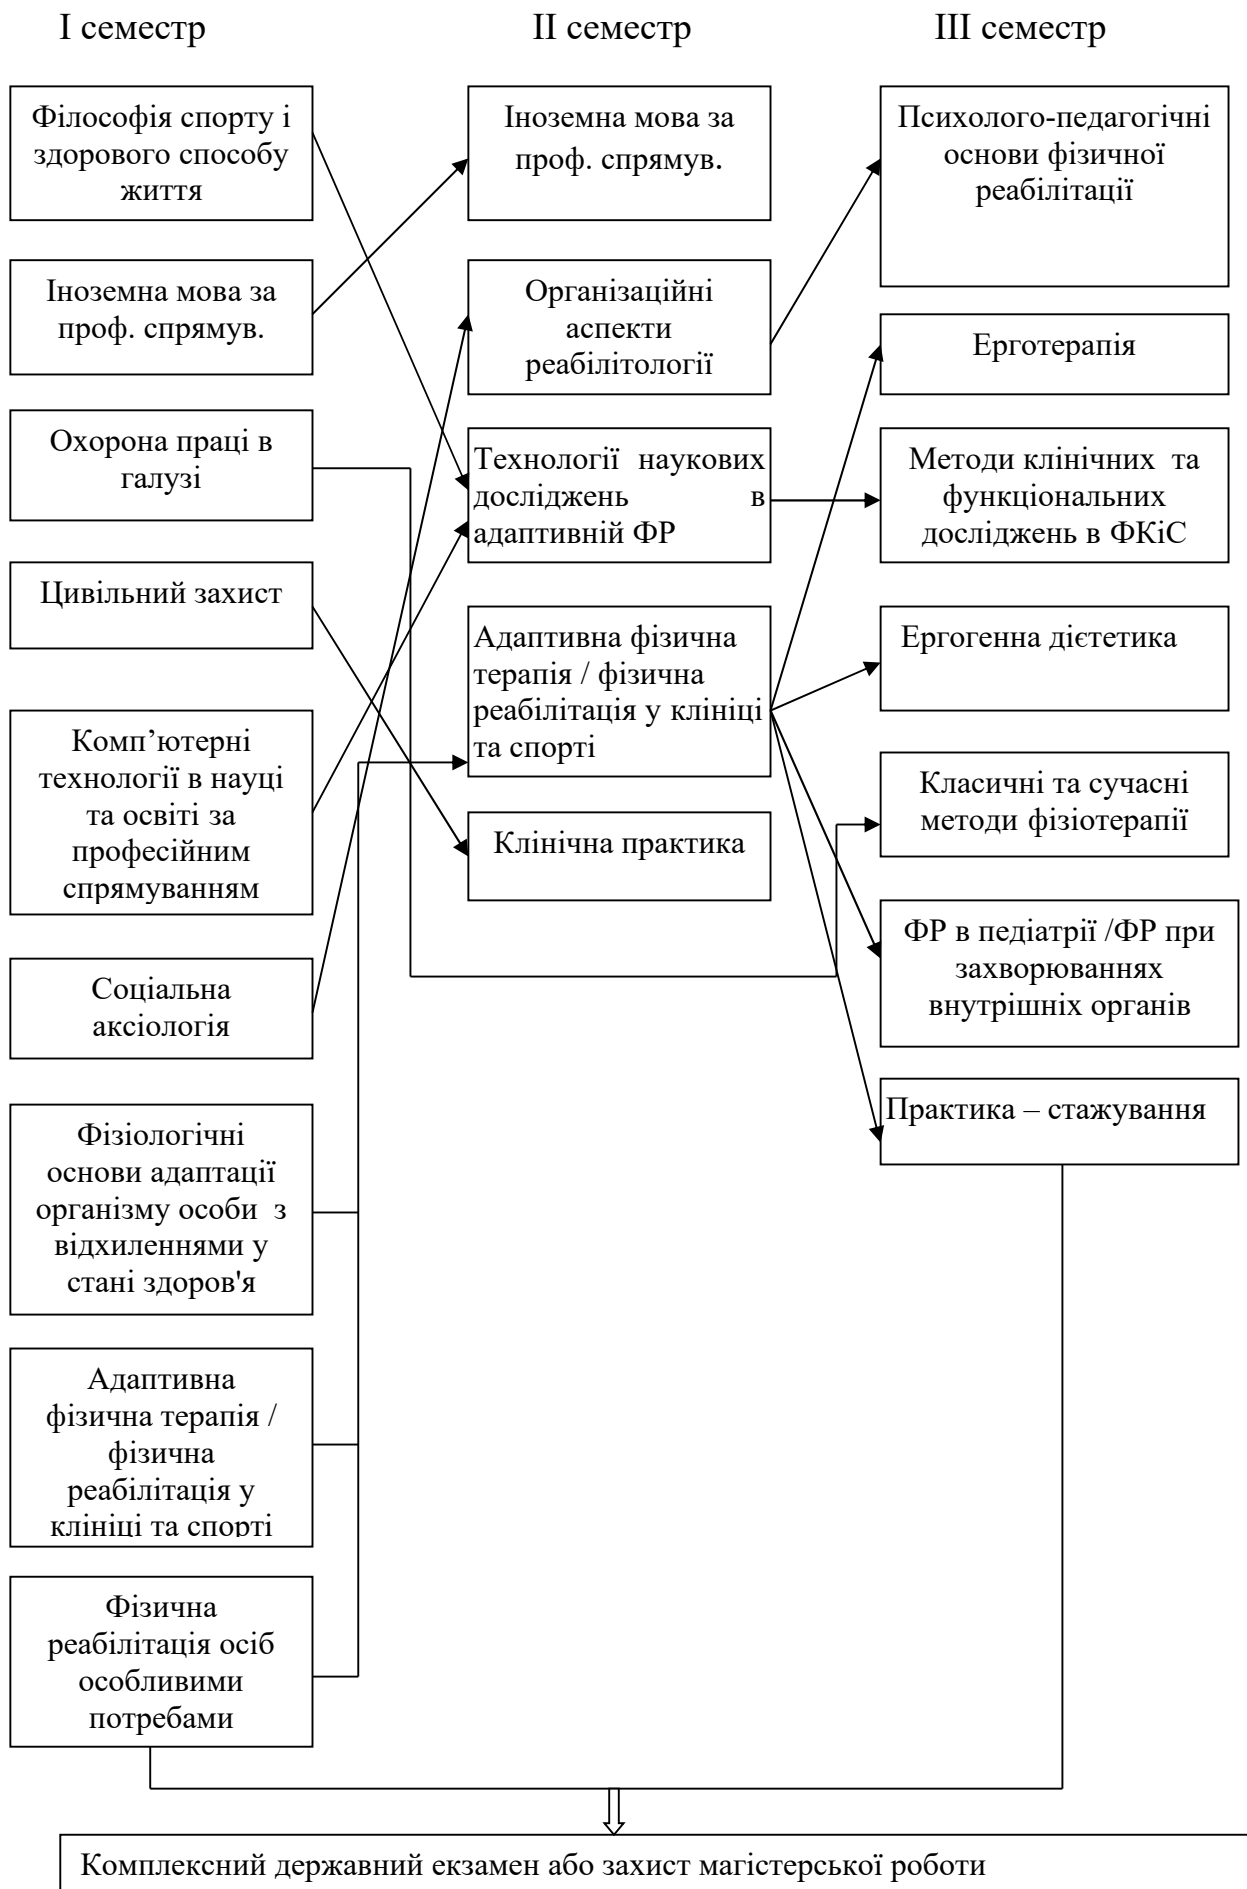 І семестр
ІІ семестр
ІІІ семестр
Філософія спорту і
здорового способу
життя
Іноземна мова за
проф. спрямув.
Охорона праці в
галузі
Цивільний захист
Комп’ютерні
технології в науці
та освіті за
професійним
спрямуванням
Соціальна
аксіологія
Фізіологічні
основи адаптації
організму особи з
відхиленнями у
стані здоров'я
Адаптивна
фізична терапія /
фізична
реабілітація у
клініці та спорті
Фізична
реабілітація осіб
особливими
потребами
Іноземна мова за
проф. спрямув.
Організаційні
аспекти
реабілітології
Технології наукових
досліджень в
адаптивній ФР
Адаптивна фізична
терапія / фізична
реабілітація у клініці
та спорті
Клінічна практика
Психолого-педагогічні
основи фізичної
реабілітації
Ерготерапія
Методи клінічних та
функціональних
досліджень в ФКіС
Ергогенна дієтетика
Класичні та сучасні
методи фізіотерапії
ФР в педіатрії /ФР при
захворюваннях
внутрішніх органів
Практика – стажування
Комплексний державний екзамен або захист магістерської роботи